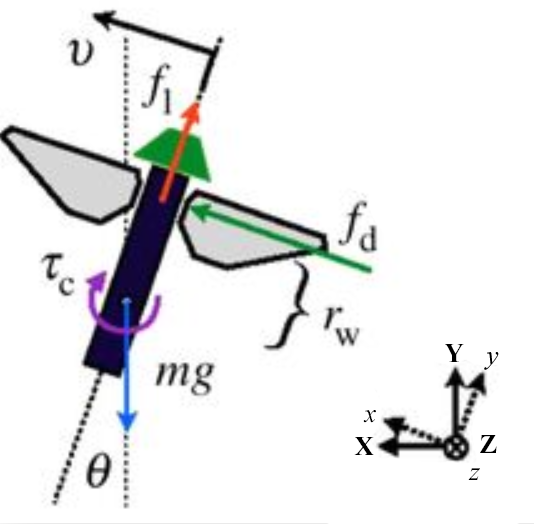 υ
f_l
f_d
τ_c
r_w
mg
θ
Y y
x
X Z
z